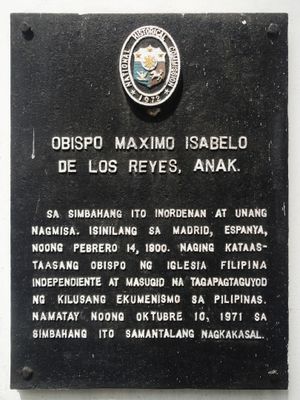 NATIONAL HISTORICAL COMMISSION
1972
OBISPO MAXIMO ISABELO
DE LOS REYES, ANAK.
SA SIMBAHANG ITO INORDENAN AT UNANG
NAGMISA. ISINILANG SA MADRID, ESPANYA,
NOONG PEBRERO 14, 1900. NAGING KATAAS-
TAASANG OBISPO NG IGLESIA FILIPINA
INDEPENDIENTE AT MASUGID NA TAGAPAGTAGUYOD
NG KILUSANG EKUMENISMO SA PILIPINAS.
NAMATAY NOONG OKTUBRE 10, 1971 SA
SIMBAHANG ITO SAMANTALANG NAGKAKASAL.